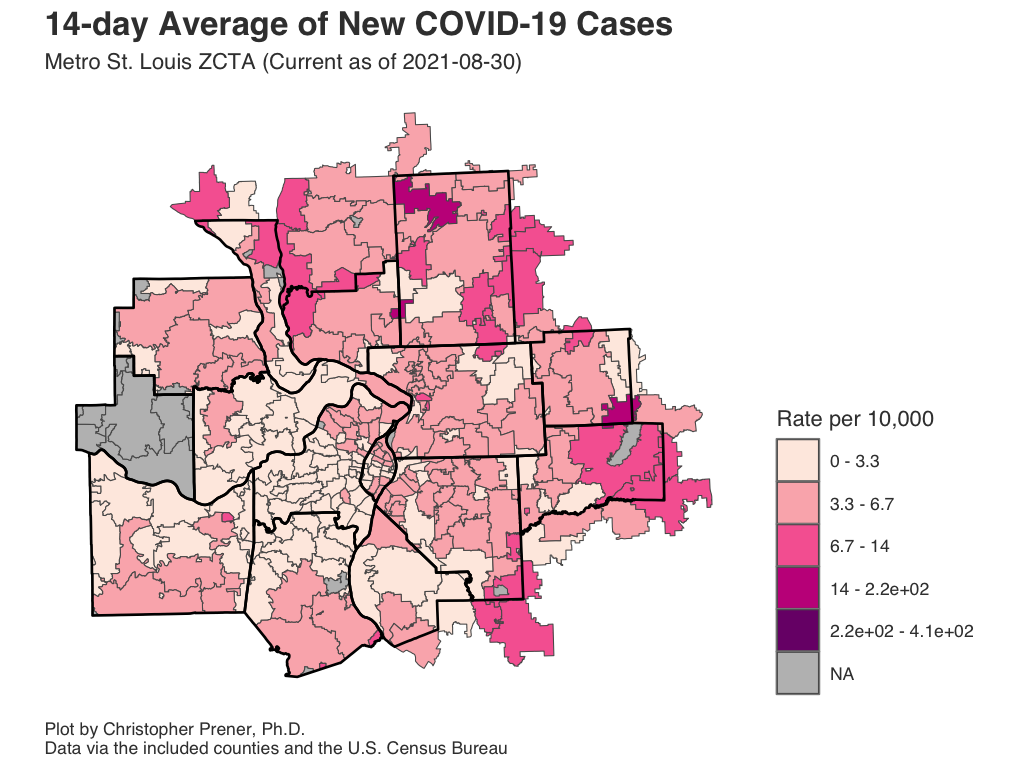 14-day Average of New COVID-19 Cases
Metro St. Louis ZCTA (Current as of 2021-08-30)
Rate per 10,000
0 - 3.3
3.3 - 6.7
6.7 - 14
14 - 2.2e+02
2.2e+02 - 4.1e+02
NA
Plot by Christopher Prener, Ph.D.
Data via the included counties and the U.S. Census Bureau